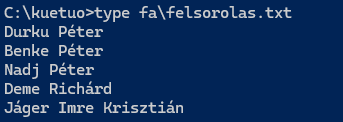 C:\kuetuo>type fa\felsorolas.txt
Durku Péter
Benke Péter
Nadj Péter
Deme Richárd
Jáger Imre Krisztián